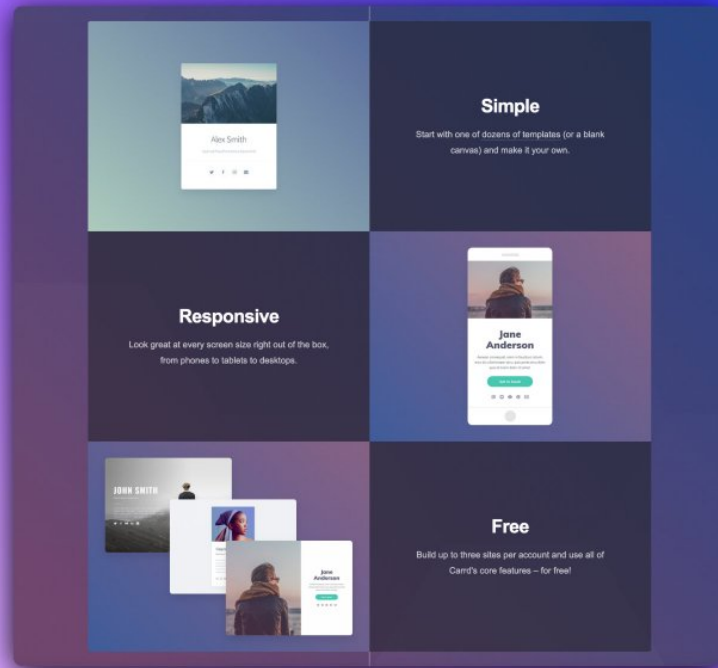 Alex Smith
Simple
Start with one of dozens of templates (or a blank
canvas) and make it your own.
Responsive
Look great at every screen size right out of the box,
from phones to tablets to desktops.
Jane
Anderson
Get in touch
JOHN SMITH
Jane
Anderson
Free
Build up to three sites per account and use all of
Carrd's core features – for free!